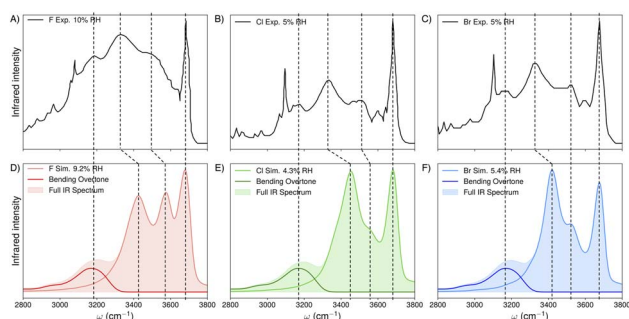 A)
F Exp. 10% RH
B)
Cl Exp. 5% RH
C)
Br Exp. 5% RH
Infrared intensity
D)
F Sim. 9.2% RH
Bending Overtone
Full IR Spectrum
E)
Cl Sim. 4.3% RH
Bending Overtone
Full IR Spectrum
F)
Br Sim. 5.4% RH
Bending Overtone
Full IR Spectrum
Infrared intensity
2800 3000 3200 3400 3600 3800
2800 3000 3200 3400 3600 3800
2800 3000 3200 3400 3600 3800
ω (cm⁻¹)
ω (cm⁻¹)
ω (cm⁻¹)